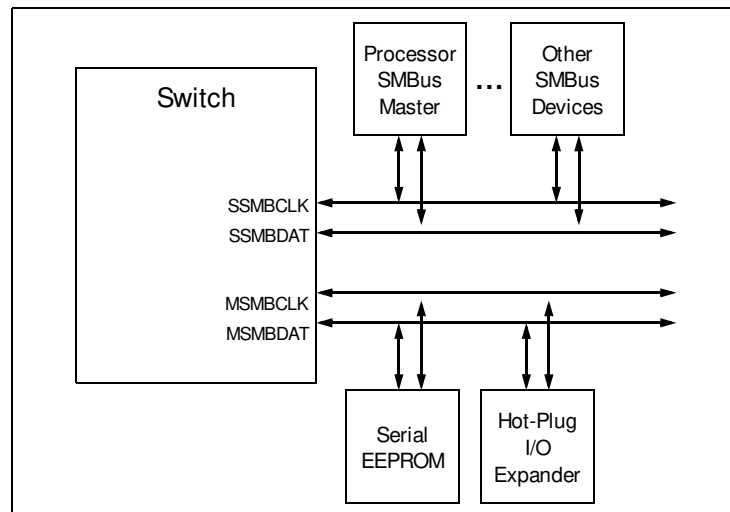 Switch
Processor
SMBus
Master
...
Other
SMBus
Devices
SSMBCLK
SSMBDAT
MSMBCLK
MSMBDAT
Serial
EEPROM
Hot-Plug
I/O
Expander